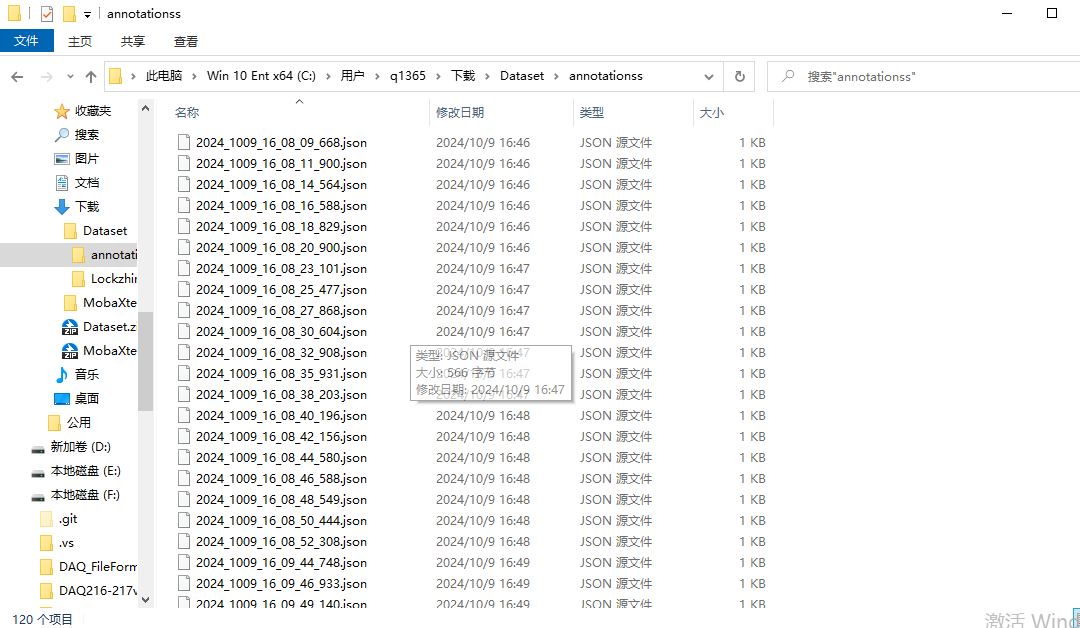 annotationss
文件 主页 共享 查看
此电脑 › Win 10 Ent x64 (C:) › 用户 › q1365 › 下载 › Dataset › annotationss
搜索"annotationss"
收藏夹
搜索
图片
文档
下载
Dataset
annotati
Lockzhir
MobaXte
Dataset.z
MobaXte
音乐
桌面
公用
新加卷 (D:)
本地磁盘 (E:)
本地磁盘 (F:)
.git
.vs
DAQ_FileForm
DAQ216-217v
名称 修改日期 类型 大小
2024_1009_16_08_09_668.json 2024/10/9 16:46 JSON 源文件 1 KB
2024_1009_16_08_11_900.json 2024/10/9 16:46 JSON 源文件 1 KB
2024_1009_16_08_14_564.json 2024/10/9 16:46 JSON 源文件 1 KB
2024_1009_16_08_16_588.json 2024/10/9 16:46 JSON 源文件 1 KB
2024_1009_16_08_18_829.json 2024/10/9 16:46 JSON 源文件 1 KB
2024_1009_16_08_20_900.json 2024/10/9 16:46 JSON 源文件 1 KB
2024_1009_16_08_23_101.json 2024/10/9 16:47 JSON 源文件 1 KB
2024_1009_16_08_25_477.json 2024/10/9 16:47 JSON 源文件 1 KB
2024_1009_16_08_27_868.json 2024/10/9 16:47 JSON 源文件 1 KB
2024_1009_16_08_30_604.json 2024/10/9 16:47 JSON 源文件 1 KB
2024_1009_16_08_32_908.json 2024/10/9 16:47 JSON 源文件 1 KB
2024_1009_16_08_35_931.json 2024/10/9 16:47 JSON 源文件 1 KB
2024_1009_16_08_38_203.json 2024/10/9 16:47 JSON 源文件 1 KB
类型: JSON 源文件
大小: 566 字节
修改日期: 2024/10/9 16:47
2024_1009_16_08_40_196.json 2024/10/9 16:48 JSON 源文件 1 KB
2024_1009_16_08_42_156.json 2024/10/9 16:48 JSON 源文件 1 KB
2024_1009_16_08_44_580.json 2024/10/9 16:48 JSON 源文件 1 KB
2024_1009_16_08_46_588.json 2024/10/9 16:48 JSON 源文件 1 KB
2024_1009_16_08_48_549.json 2024/10/9 16:48 JSON 源文件 1 KB
2024_1009_16_08_50_444.json 2024/10/9 16:48 JSON 源文件 1 KB
2024_1009_16_08_52_308.json 2024/10/9 16:48 JSON 源文件 1 KB
2024_1009_16_09_44_748.json 2024/10/9 16:49 JSON 源文件 1 KB
2024_1009_16_09_46_933.json 2024/10/9 16:49 JSON 源文件 1 KB
2024_1009_16_09_49_140.json 2024/10/9 16:49 JSON 源文件 1 KB
120 个项目
激活 Wind